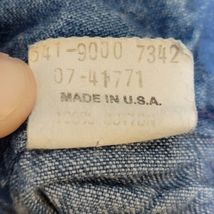 541-9000 7342
07-41771
MADE IN U.S.A.
100% COTTON